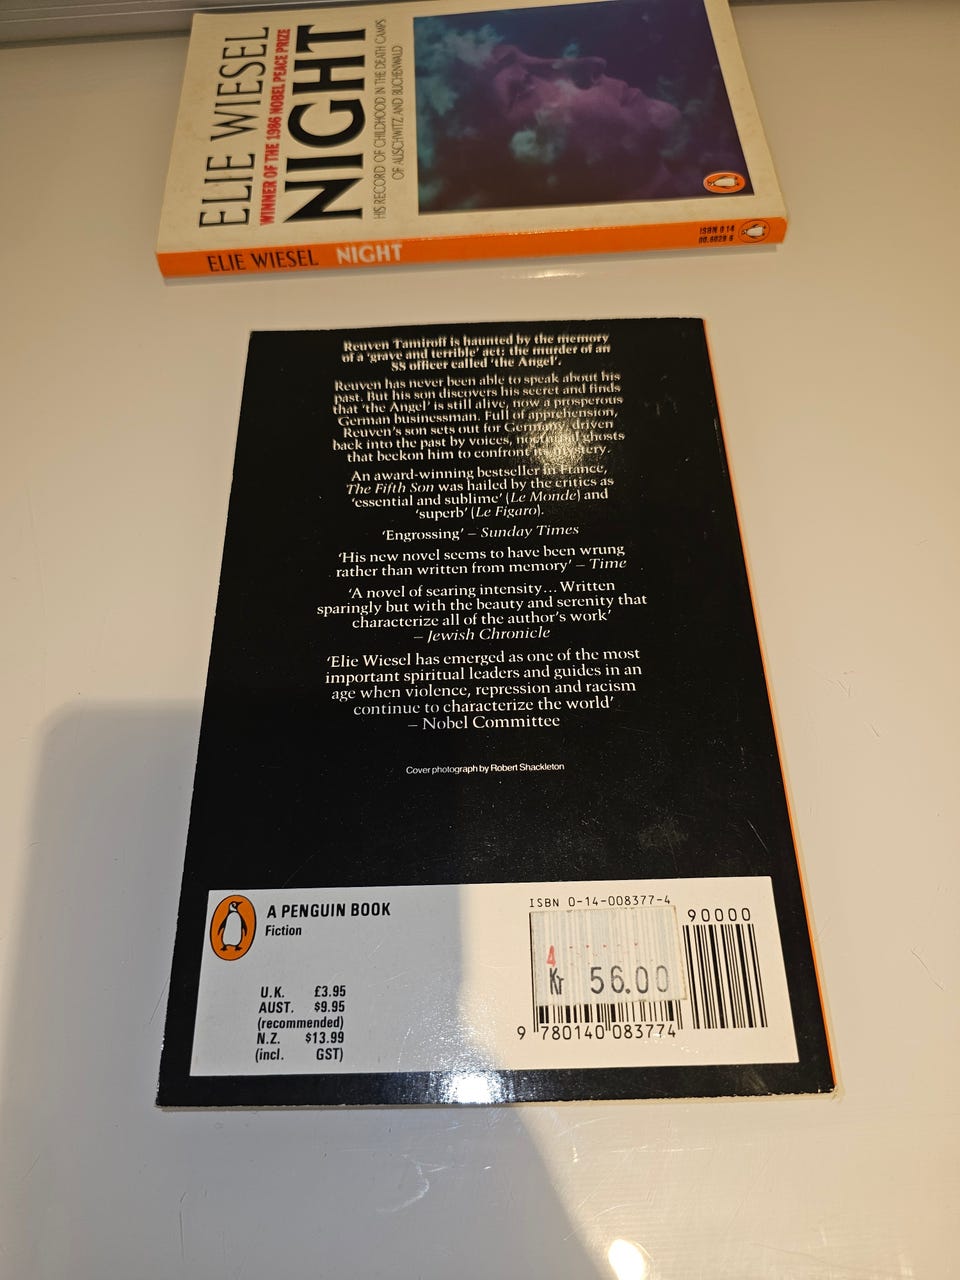 ELIE WIESEL
WINNER OF THE 1986 NOBEL PEACE PRIZE
NIGHT
HIS RECORD OF CHILDHOOD IN THE DEATH CAMPS
OF AUSCHWITZ AND BUCHENWALD
ELIE WIESEL NIGHT
ISBN 0 14
00.6028 6
Reuven Tamiroff is haunted by the memory
of a 'grave and terrible' act: the murder of an
SS officer called 'the Angel'.
Reuven has never been able to speak about his
past. But his son discovers his secret and finds
that 'the Angel' is still alive, now a prosperous
German businessman. Full of apprehension,
Reuven's son sets out for Germany, driven
back into the past by voices, nocturnal ghosts
that beckon him to confront its mystery.
An award-winning bestseller in France,
The Fifth Son was hailed by the critics as
'essential and sublime' (Le Monde) and
'superb' (Le Figaro).
'Engrossing' – Sunday Times
'His new novel seems to have been wrung
rather than written from memory' – Time
'A novel of searing intensity... Written
sparingly but with the beauty and serenity that
characterize all of the author's work'
– Jewish Chronicle
'Elie Wiesel has emerged as one of the most
important spiritual leaders and guides in an
age when violence, repression and racism
continue to characterize the world'
– Nobel Committee
Cover photograph by Robert Shackleton
A PENGUIN BOOK
Fiction
U.K. £3.95
AUST. $9.95
(recommended)
N.Z. $13.99
(incl. GST)
ISBN 0-14-008377-4
90000
4
Kr 56.00
9 780140 083774